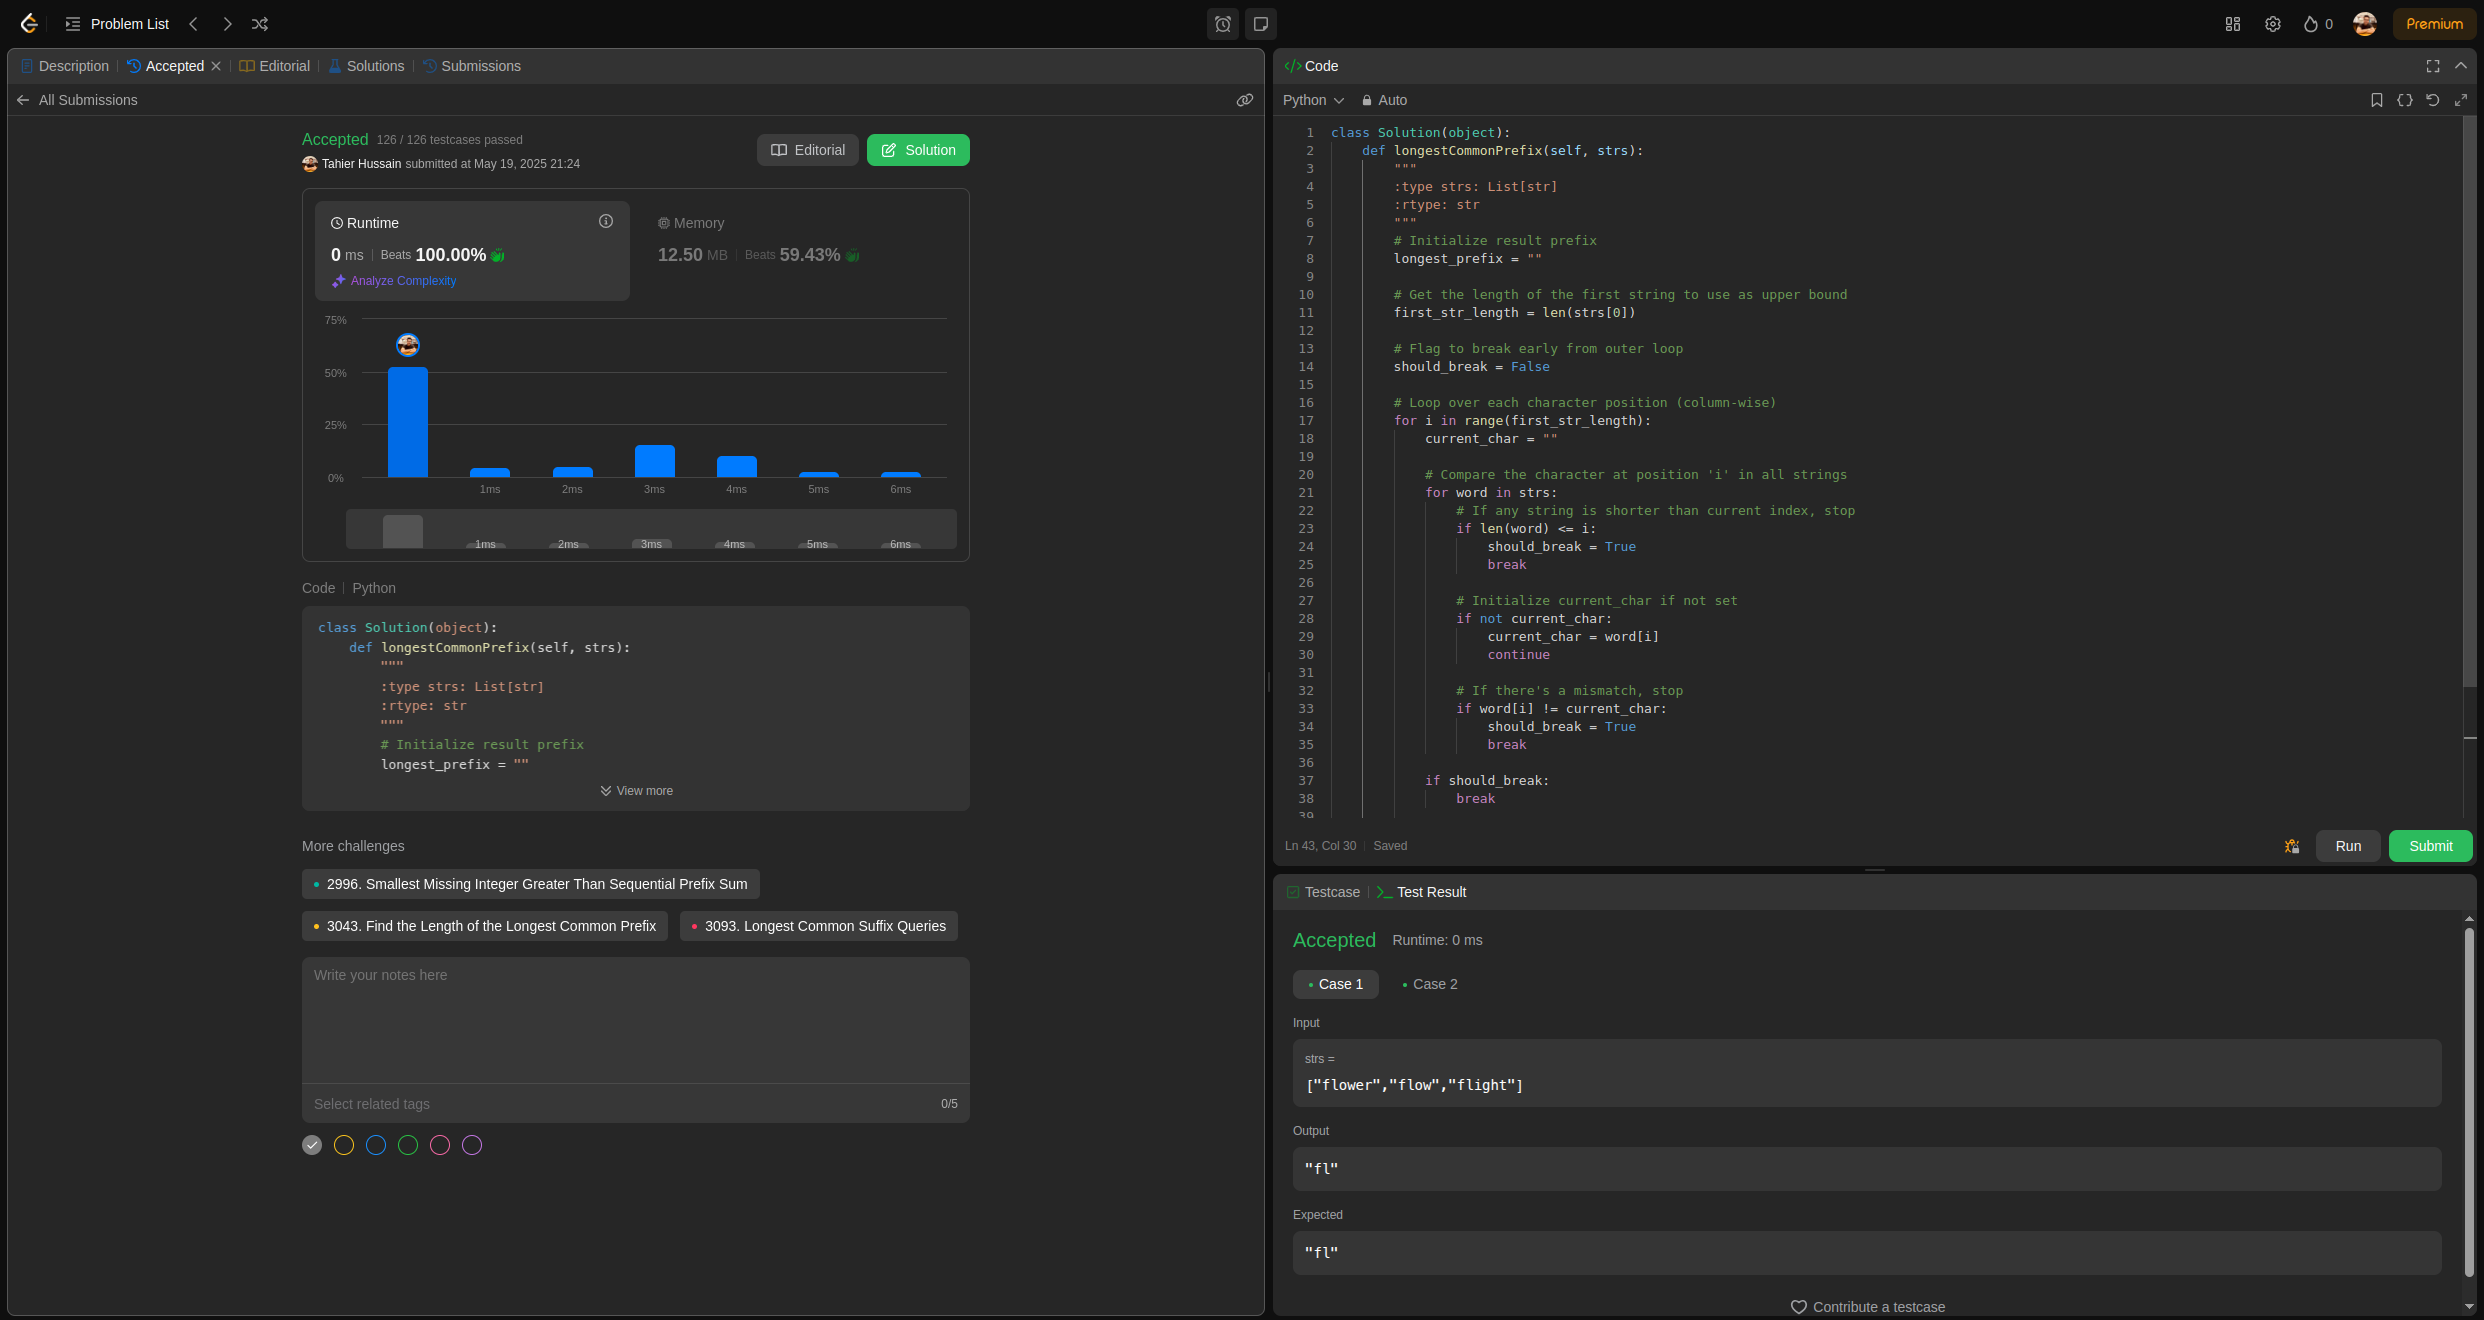 Problem List
0
Premium
Description
Accepted
Editorial
Solutions
Submissions
All Submissions
Accepted 126 / 126 testcases passed
Tahier Hussain submitted at May 19, 2025 21:24
Editorial
Solution
Runtime
0 ms Beats 100.00%
Analyze Complexity
Memory
12.50 MB Beats 59.43%
75%
50%
25%
0%
1ms 2ms 3ms 4ms 5ms 6ms
1ms 2ms 3ms 4ms 5ms 6ms
Code Python
class Solution(object):
def longestCommonPrefix(self, strs):
"""
:type strs: List[str]
:rtype: str
"""
# Initialize result prefix
longest_prefix = ""
View more
More challenges
2996. Smallest Missing Integer Greater Than Sequential Prefix Sum
3043. Find the Length of the Longest Common Prefix
3093. Longest Common Suffix Queries
Write your notes here
Select related tags 0/5
</> Code
Python Auto
1 class Solution(object):
2 def longestCommonPrefix(self, strs):
3 """
4 :type strs: List[str]
5 :rtype: str
6 """
7 # Initialize result prefix
8 longest_prefix = ""
9
10 # Get the length of the first string to use as upper bound
11 first_str_length = len(strs[0])
12
13 # Flag to break early from outer loop
14 should_break = False
15
16 # Loop over each character position (column-wise)
17 for i in range(first_str_length):
18 current_char = ""
19
20 # Compare the character at position 'i' in all strings
21 for word in strs:
22 # If any string is shorter than current index, stop
23 if len(word) <= i:
24 should_break = True
25 break
26
27 # Initialize current_char if not set
28 if not current_char:
29 current_char = word[i]
30 continue
31
32 # If there's a mismatch, stop
33 if word[i] != current_char:
34 should_break = True
35 break
36
37 if should_break:
38 break
39
Ln 43, Col 30 Saved
Run
Submit
Testcase
Test Result
Accepted Runtime: 0 ms
Case 1
Case 2
Input
strs =
["flower","flow","flight"]
Output
"fl"
Expected
"fl"
Contribute a testcase